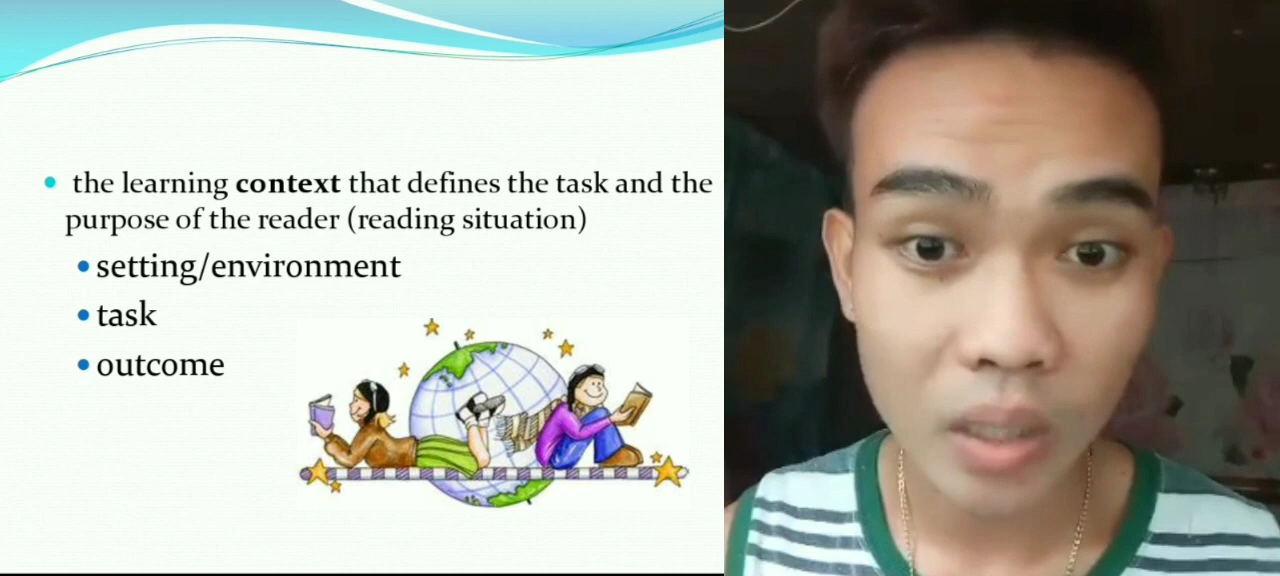 the learning context that defines the task and the
purpose of the reader (reading situation)
setting/environment
task
outcome